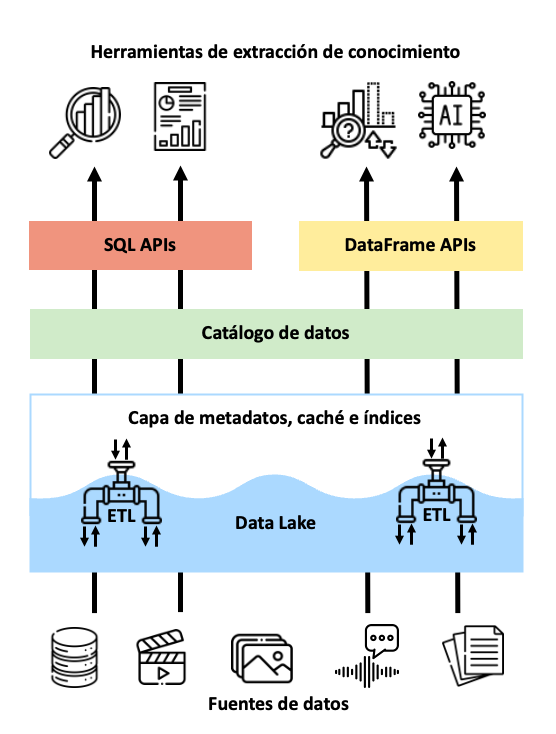 Herramientas de extracción de conocimiento
AI
SQL APIs
DataFrame APIs
Catálogo de datos
Capa de metadatos, caché e índices
ETL
ETL
Data Lake
Fuentes de datos